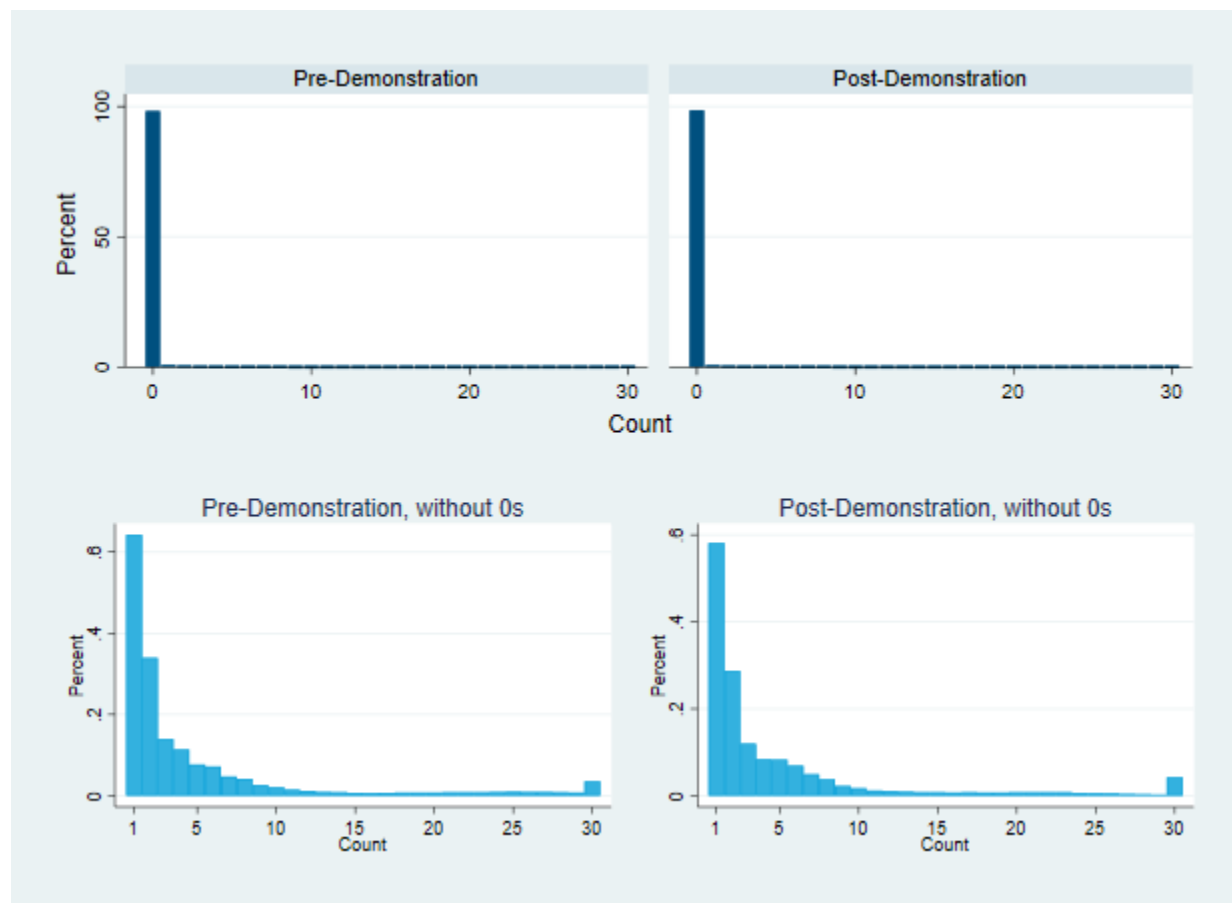 Pre-Demonstration Post-Demonstration
100
50
0
Percent
0 10 20 30 0 10 20 30
Count
Pre-Demonstration, without 0s Post-Demonstration, without 0s
.6 .6
.4 .4
.2 .2
0 0
Percent Percent
1 5 10 15 20 25 30 1 5 10 15 20 25 30
Count Count